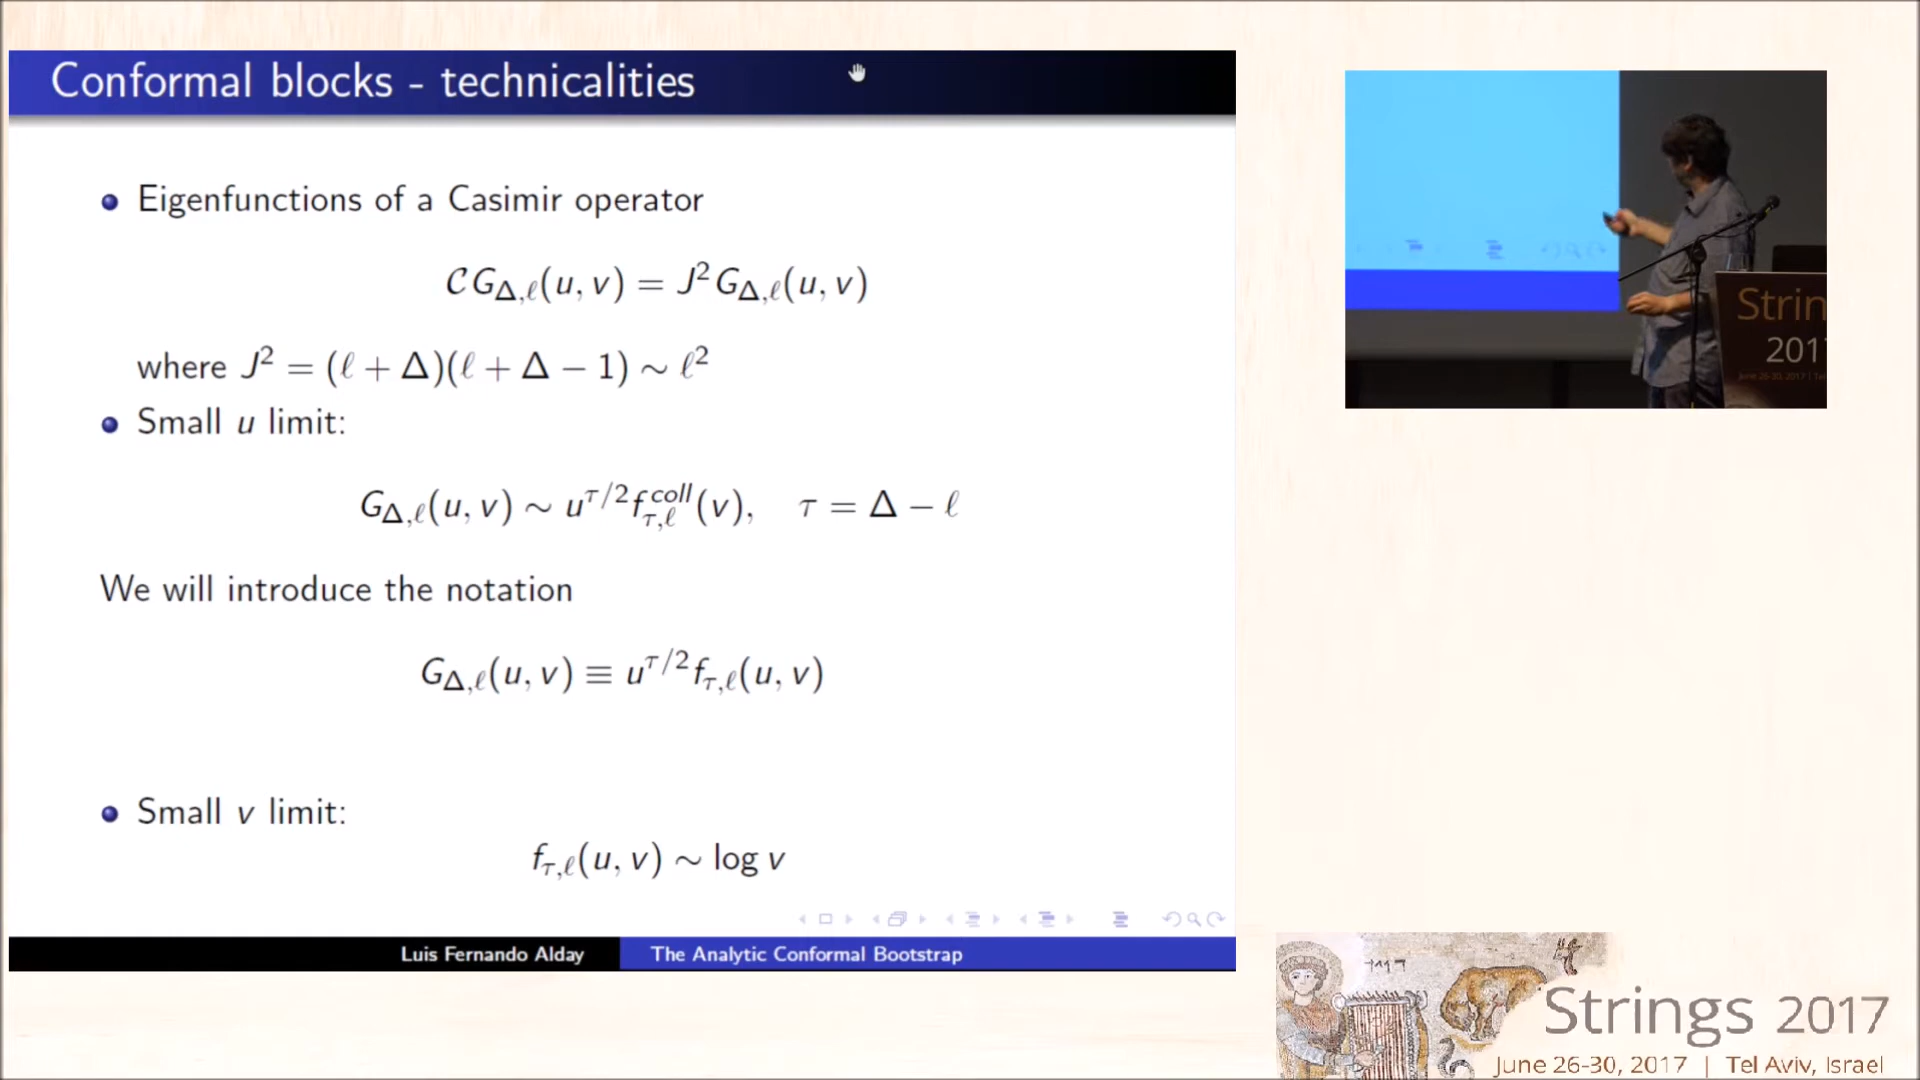 Conformal blocks - technicalities
Eigenfunctions of a Casimir operator
𝒞G_{Δ,ℓ}(u, v) = J²G_{Δ,ℓ}(u, v)
where J² = (ℓ + Δ)(ℓ + Δ − 1) ∼ ℓ²
Small u limit:
G_{Δ,ℓ}(u, v) ∼ u^{τ/2} f^{coll}_{τ,ℓ}(v), τ = Δ − ℓ
We will introduce the notation
G_{Δ,ℓ}(u, v) ≡ u^{τ/2} f_{τ,ℓ}(u, v)
Small v limit:
f_{τ,ℓ}(u, v) ∼ log v
Luis Fernando Alday The Analytic Conformal Bootstrap
Strin
201
Strings 2017
June 26-30, 2017 | Tel Aviv, Israel